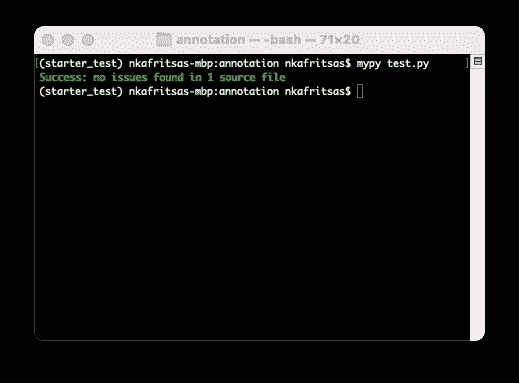 annotation — -bash — 71×20
[(starter_test) nkafritsas-mbp:annotation nkafritsas$ mypy test.py ]
Success: no issues found in 1 source file
(starter_test) nkafritsas-mbp:annotation nkafritsas$